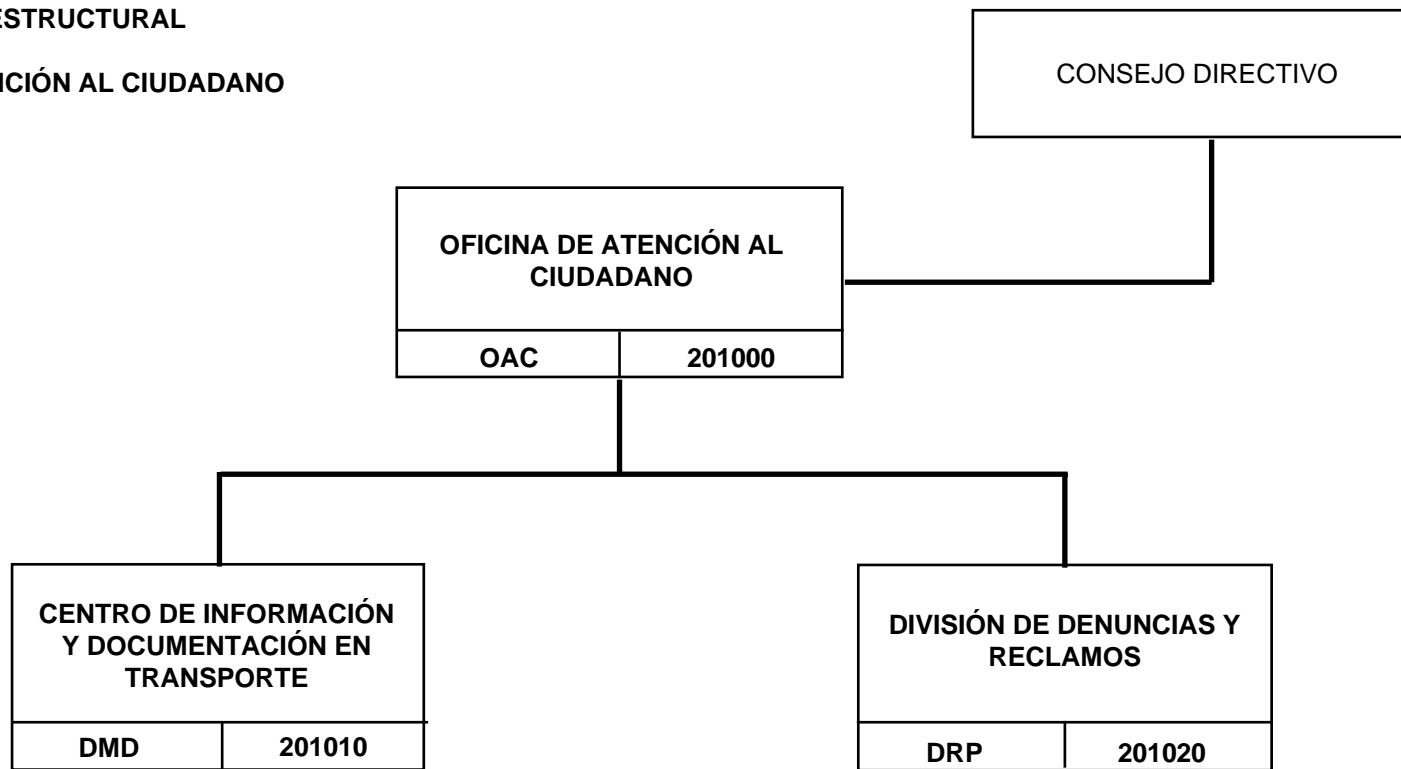 ESTRUCTURAL
NCIÓN AL CIUDADANO
CONSEJO DIRECTIVO
OFICINA DE ATENCIÓN AL
CIUDADANO
OAC 201000
CENTRO DE INFORMACIÓN
Y DOCUMENTACIÓN EN
TRANSPORTE
DMD 201010
DIVISIÓN DE DENUNCIAS Y
RECLAMOS
DRP 201020